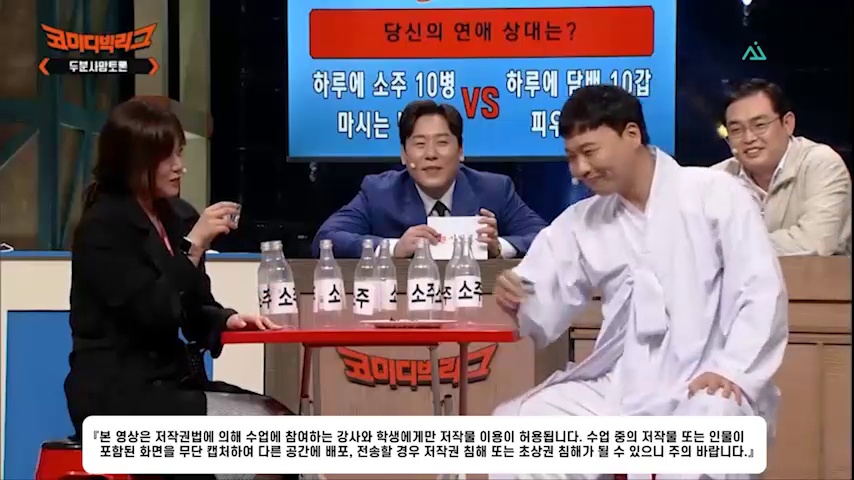 코미디빅리그
두분사망토론
당신의 연애 상대는?
하루에 소주 10병
마시는
VS
하루에 담배 10갑
피우
소주
소주
소주
소주
코미디빅리그
『본 영상은 저작권법에 의해 수업에 참여하는 강사와 학생에게만 저작물 이용이 허용됩니다. 수업 중의 저작물 또는 인물이
포함된 화면을 무단 캡처하여 다른 공간에 배포, 전송할 경우 저작권 침해 또는 초상권 침해가 될 수 있으니 주의 바랍니다.』